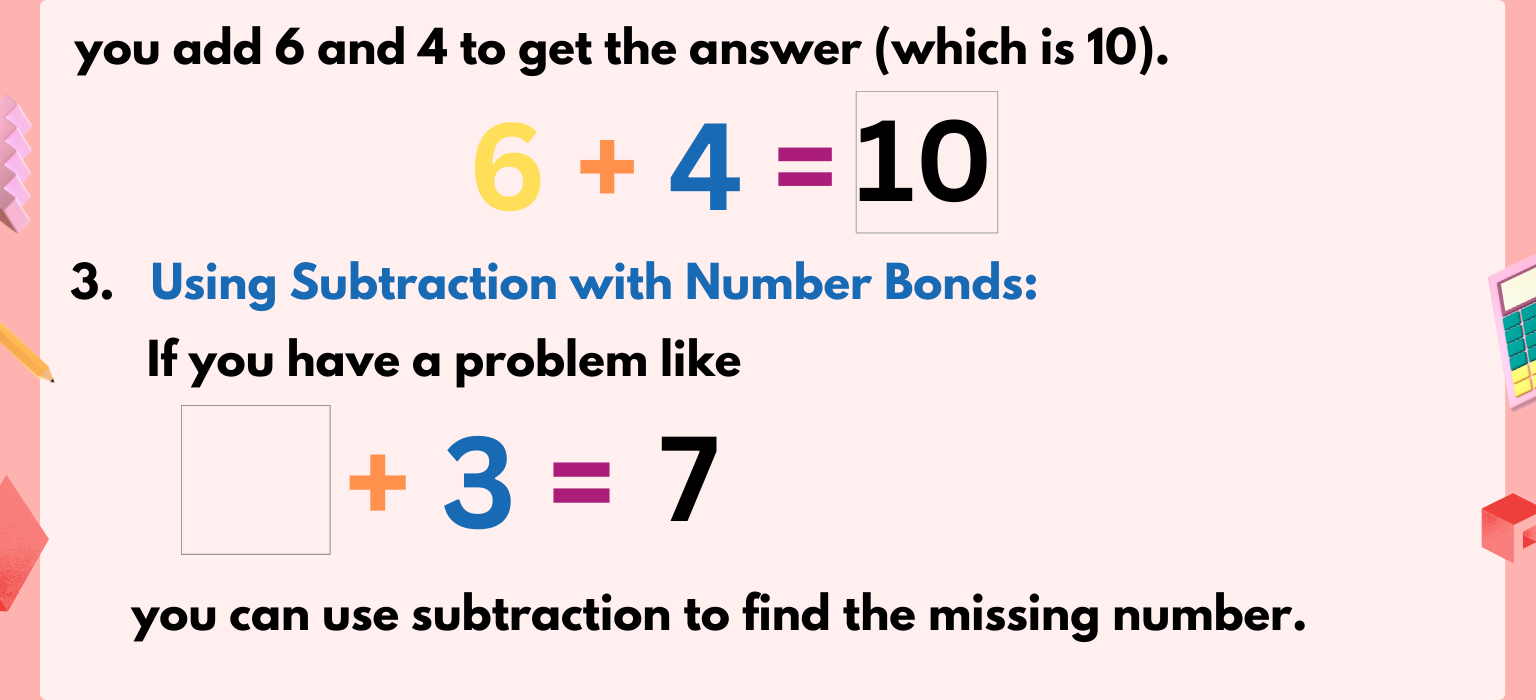 you add 6 and 4 to get the answer (which is 10).
6 + 4 = 10
3. Using Subtraction with Number Bonds:
If you have a problem like
+ 3 = 7
you can use subtraction to find the missing number.